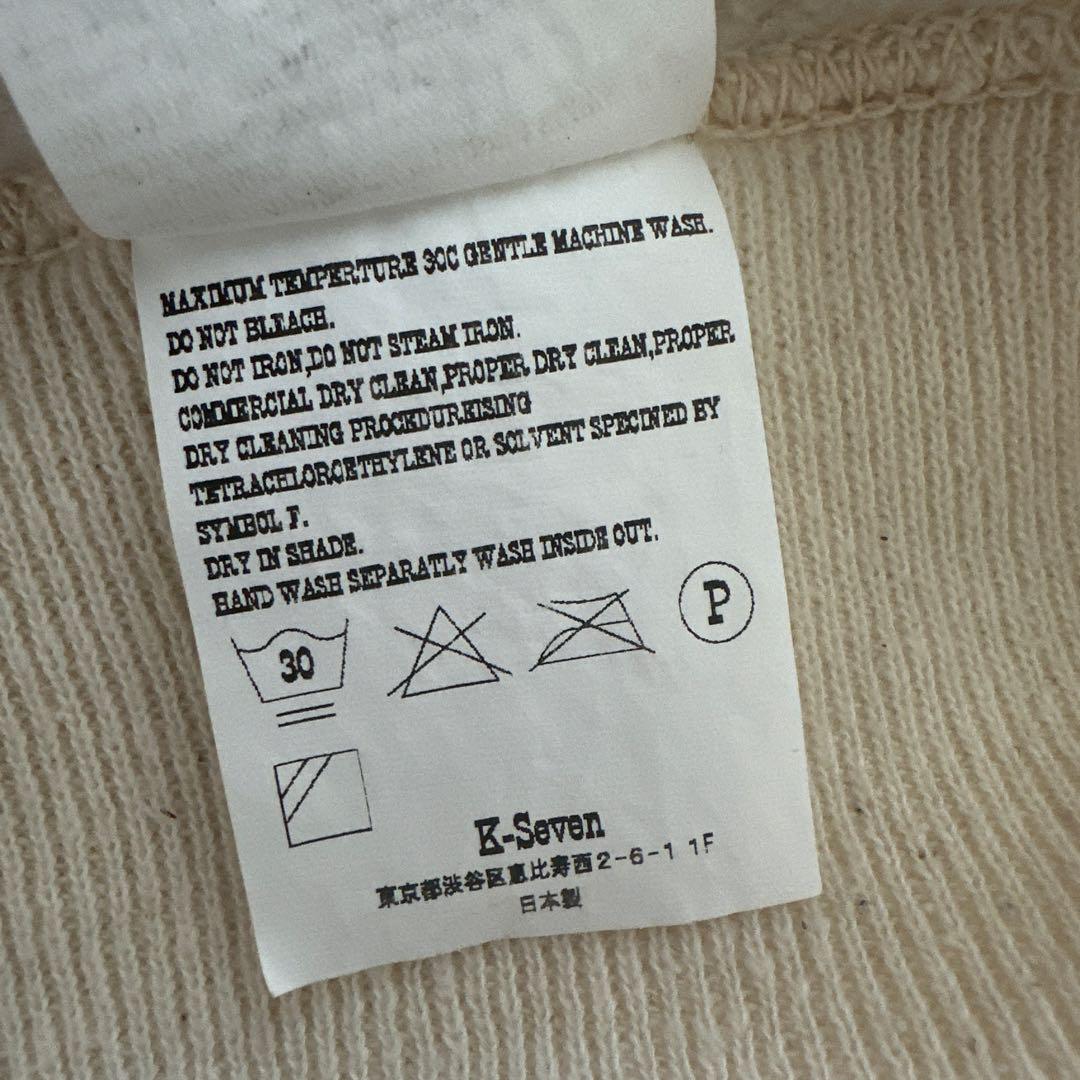 MAXIMUM TEMPERTURE 30C GENTLE MACHINE WASH.
DO NOT BLEACH.
DO NOT IRON,DO NOT STEAM IRON.
COMMERCIAL DRY CLEAN,PROPER DRY CLEAN,PROPER
DRY CLEANING PROCEDUREISING
TETRACHLOROETHYLENE OR SOLVENT SPECINED BY
SYMBOL F.
DRY IN SHADE.
HAND WASH SEPARATLY WASH INSIDE OUT.
30
P
K-Seven
東京都渋谷区恵比寿西2-6-1 1F
日本製